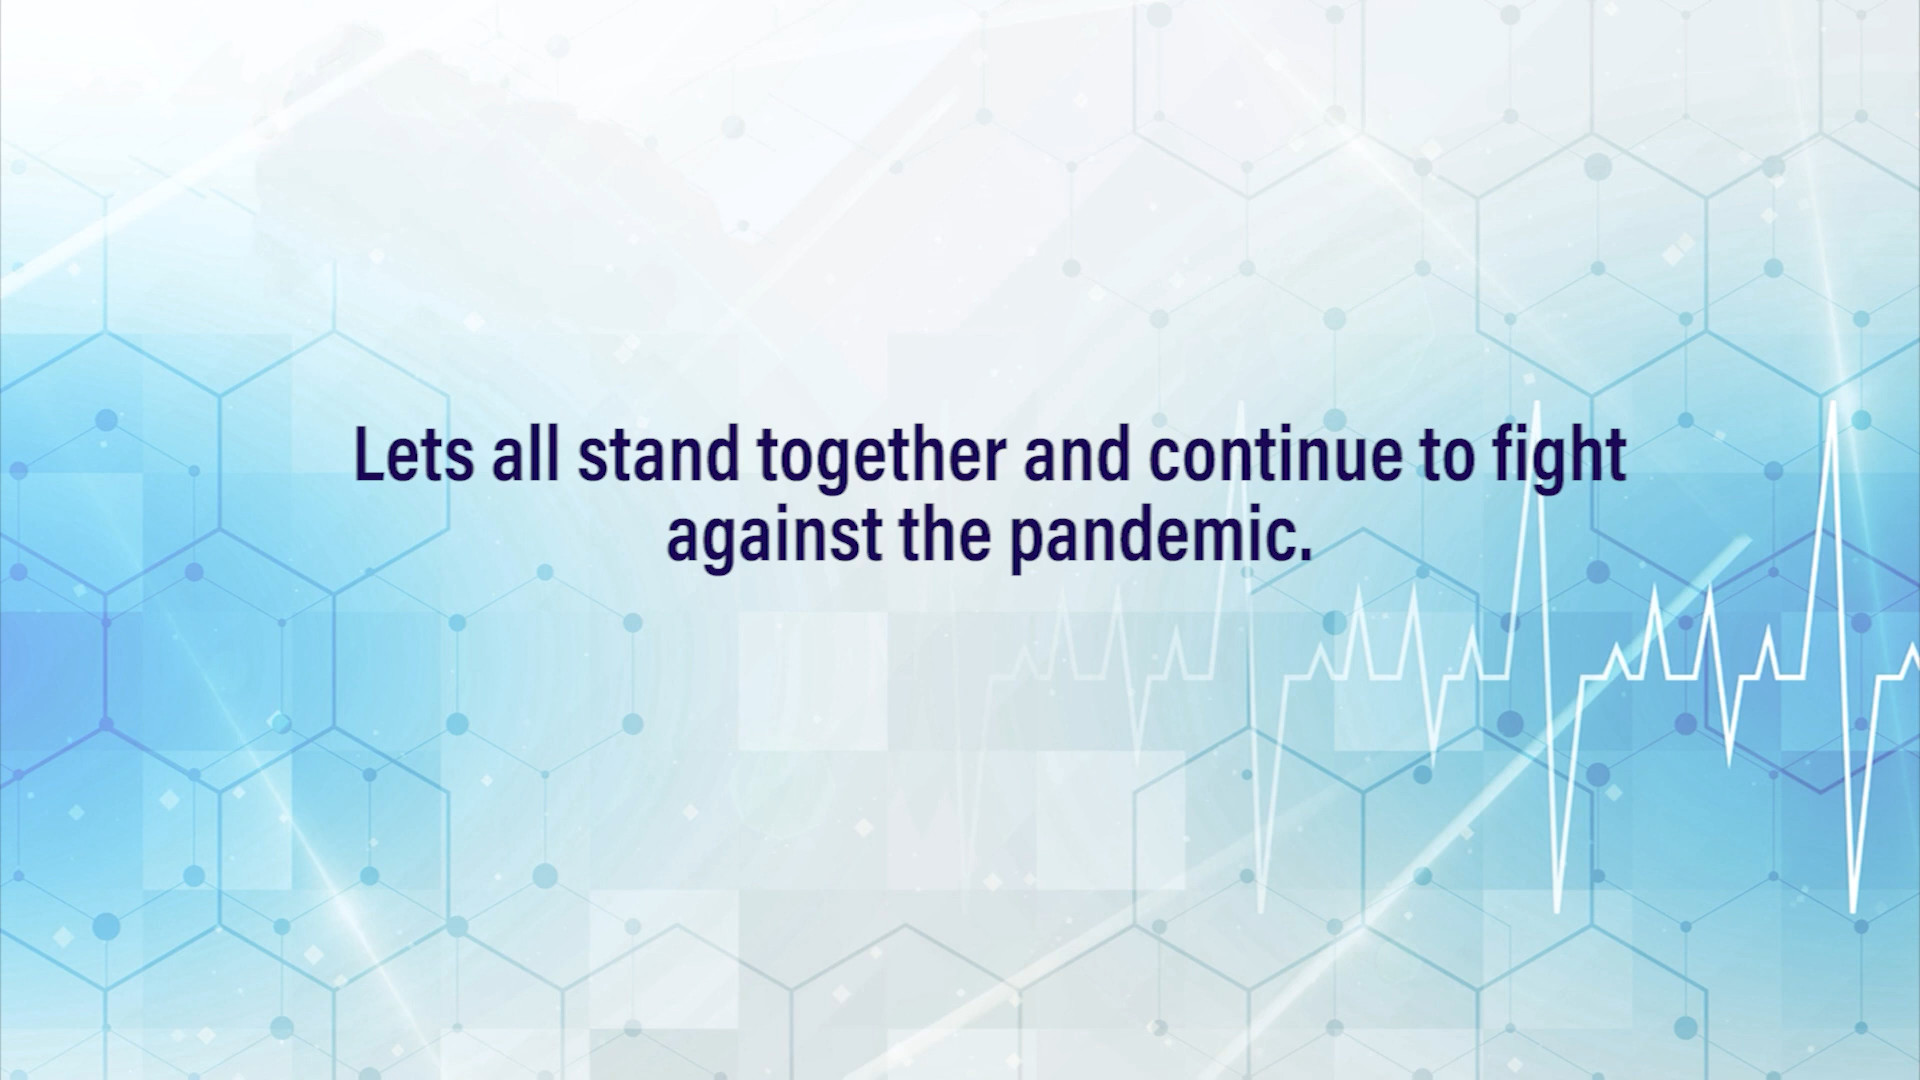 Lets all stand together and continue to fight
against the pandemic.